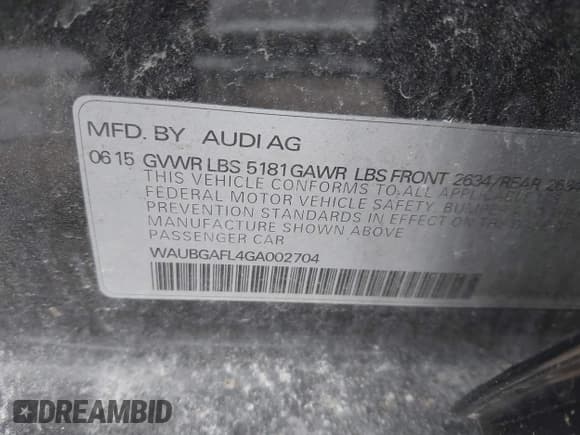 MFD. BY AUDI AG
06 15 GVWR LBS 5181 GAWR LBS FRONT 2634/REAR
THIS VEHICLE CONFORMS TO ALL
FEDERAL MOTOR VEHICLE SAFETY,
PREVENTION STANDARDS IN EFFECT ON
MANUFACTURE SHOWN ABOVE
PASSENGER CAR
WAUBGAFL4GA002704
DREAMBID